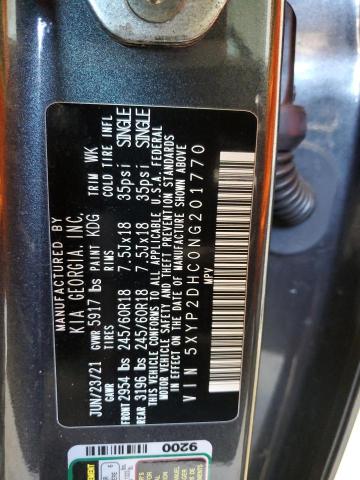 MANUFACTURED BY
KIA GEORGIA, INC.
JUN/23/21 GVWR 5917 lbs PAINT KDG TRIM WK
GAWR TIRES RIMS COLD TIRE INFL
FRONT 2954 lbs 245/60R18 7.5Jx18 35psi SINGLE
REAR 3196 lbs 245/60R18 7.5Jx18 35psi SINGLE
THIS VEHICLE CONFORMS TO ALL APPLICABLE U.S.A. FEDERAL
MOTOR VEHICLE SAFETY AND THEFT PREVENTION STANDARDS
IN EFFECT ON THE DATE OF MANUFACTURE SHOWN ABOVE
VIN 5XYP2DHC0NG201770
MPV
9200